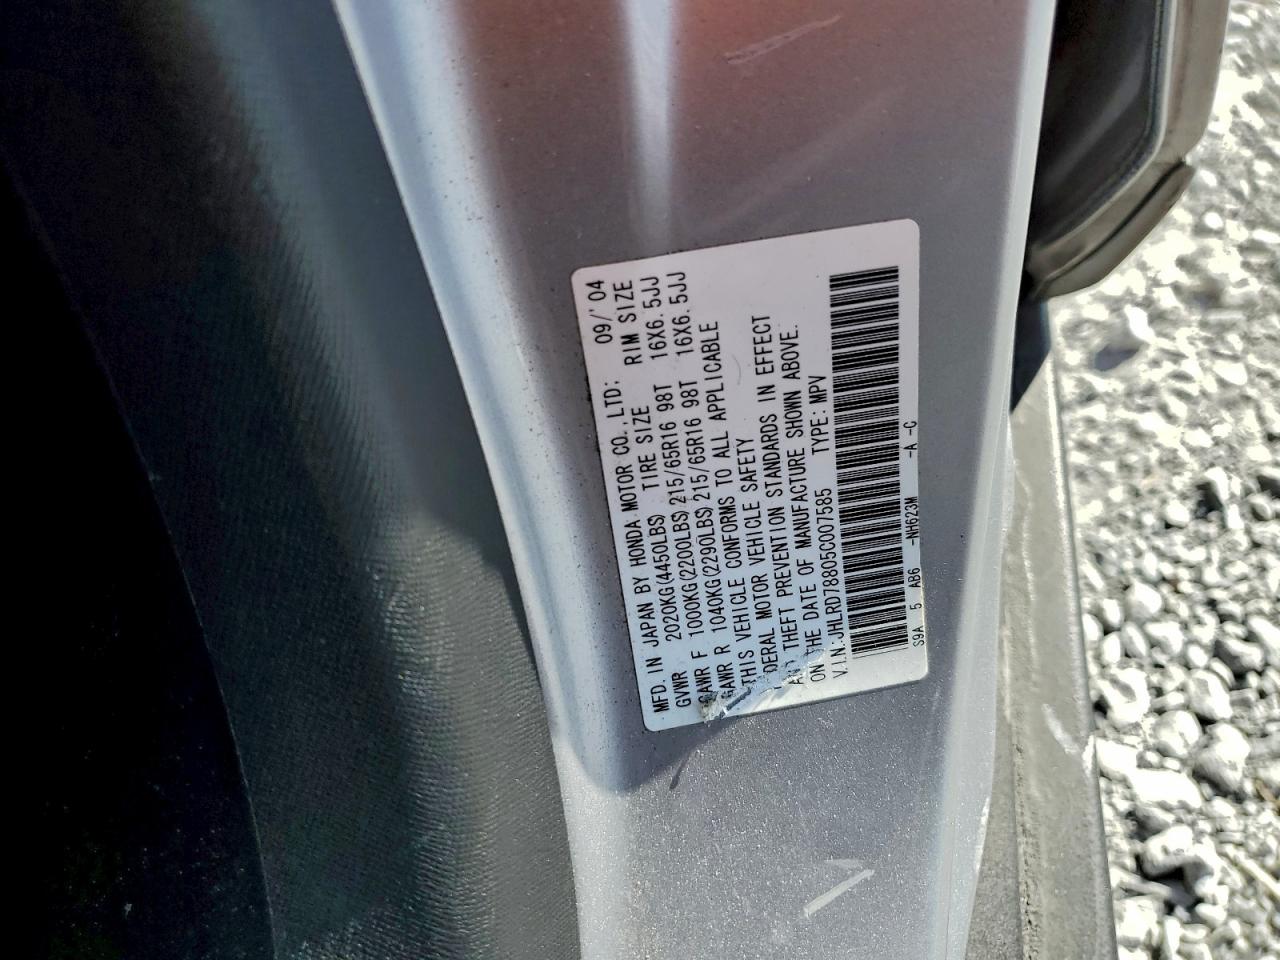 MFD. IN JAPAN BY HONDA MOTOR CO., LTD: 09/'04
GVWR 2020KG(4450LBS) TIRE SIZE RIM SIZE
GAWR F 1000KG(2200LBS)215/65R16 98T 16X6.5JJ
GAWR R 1040KG(2290LBS)215/65R16 98T 16X6.5JJ
THIS VEHICLE CONFORMS TO ALL APPLICABLE
DERAL MOTOR VEHICLE SAFETY
AND THEFT PREVENTION STANDARDS IN EFFECT
ON THE DATE OF MANUFACTURE SHOWN ABOVE.
V.I.N.:JHLRD78805C007585 TYPE: MPV
S9A 5 AB6 -NH623M -A -C